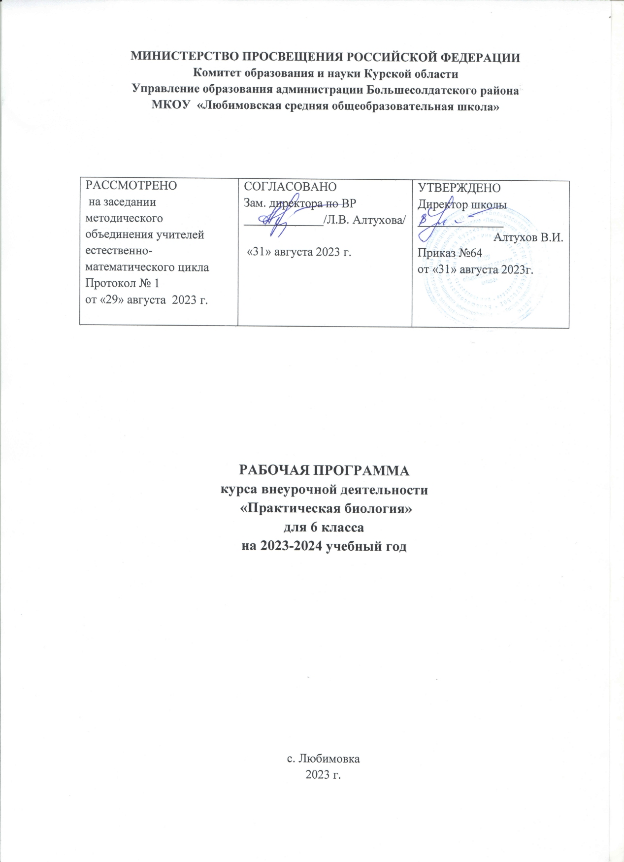 МИНИСТЕРСТВО ПРОСВЕЩЕНИЯ РОССИЙСКОЙ ФЕДЕРАЦИИ
Комитет образования и науки Курской области
Управление образования администрации Большесолдатского района
МКОУ «Любимовская средняя общеобразовательная школа»
РАССМОТРЕНО
на заседании
методического
объединения учителей
естественно-
математического цикла
Протокол № 1
от «29» августа 2023 г.
СОГЛАСОВАНО
Зам. директора по ВР
_____________/Л.В. Алтухова/
«31» августа 2023 г.
УТВЕРЖДЕНО
Директор школы
______________
Алтухов В.И.
Приказ №64
от «31» августа 2023г.
РАБОЧАЯ ПРОГРАММА
курса внеурочной деятельности
«Практическая биология»
для 6 класса
на 2023-2024 учебный год
с. Любимовка
2023 г.